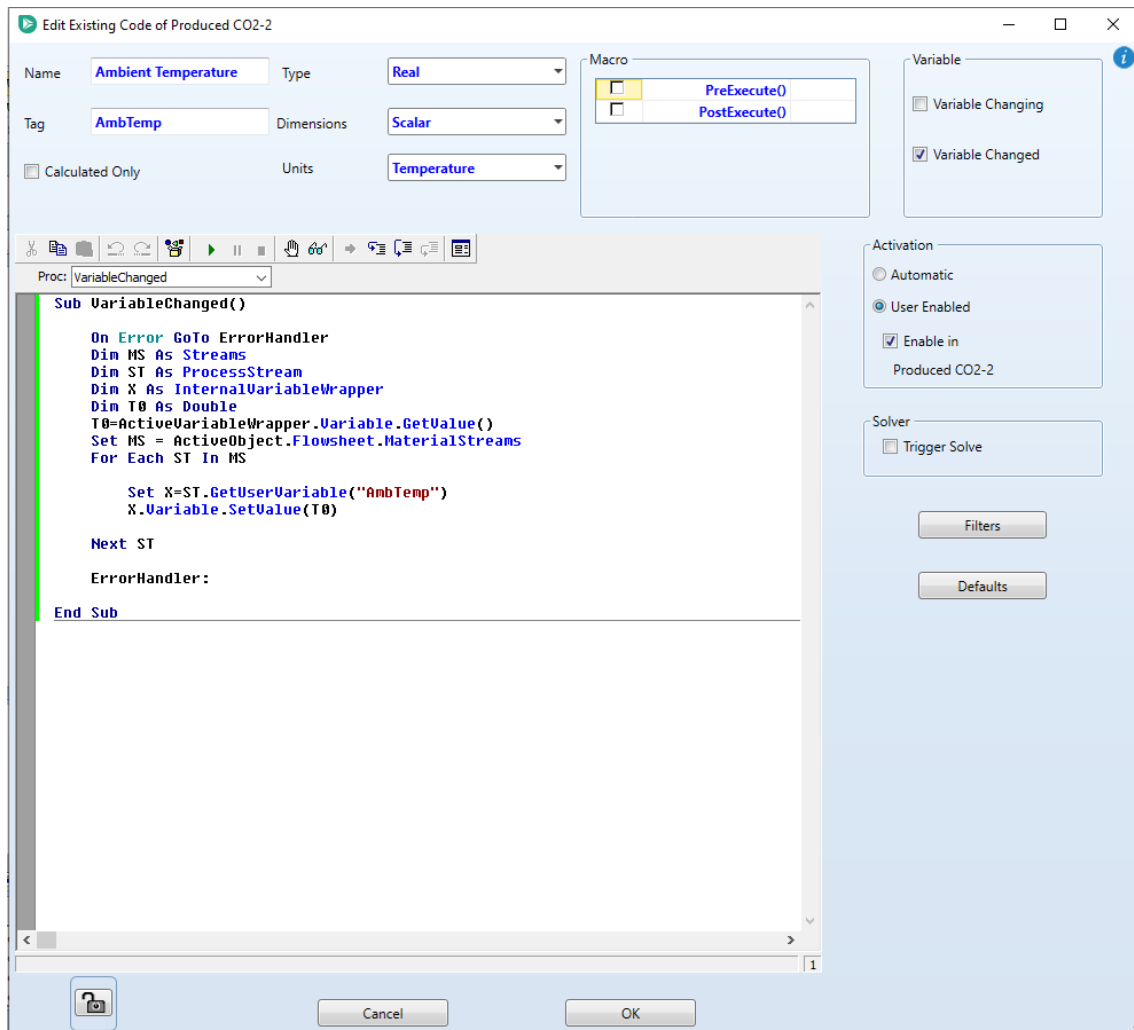 Edit Existing Code of Produced CO2-2
Name Ambient Temperature Type Real
Tag AmbTemp Dimensions Scalar
Calculated Only Units Temperature
Macro
PreExecute()
PostExecute()
Variable
Variable Changing
Variable Changed
Proc: VariableChanged
Sub VariableChanged()
On Error GoTo ErrorHandler
Dim MS As Streams
Dim ST As ProcessStream
Dim X As InternalVariableWrapper
Dim T0 As Double
T0=ActiveVariableWrapper.Variable.GetValue()
Set MS = ActiveObject.Flowsheet.MaterialStreams
For Each ST In MS
Set X=ST.GetUserVariable("AmbTemp")
X.Variable.SetValue(T0)
Next ST
ErrorHandler:
End Sub
1
Activation
Automatic
User Enabled
Enable in
Produced CO2-2
Solver
Trigger Solve
Filters
Defaults
Cancel OK